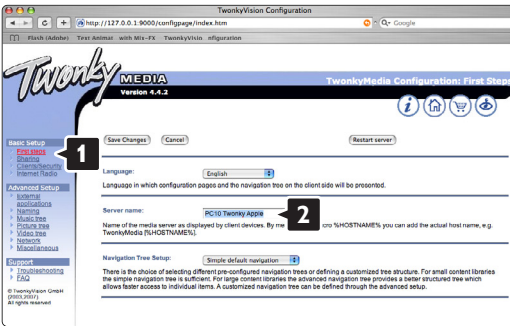 TwonkyVision Configuration
http://127.0.0.1:9000/configpage/index.htm
Google
Flash (Adobe) Text Animat...with Mix-FX TwonkyVisin...nfiguration
Twonky MEDIA
Version 4.4.2
TwonkyMedia Configuration: First Steps
Save Changes Cancel Restart server
Basic Setup
First steps
Sharing
Clients/Security
Internet Radio
1
Advanced Setup
External applications
Naming
Music tree
Picture tree
Video tree
Network
Miscellaneous
Support
Troubleshooting
FAQ
© TwonkyVision GmbH
(2003,2007)
All rights reserved
Language: English
Language in which configuration pages and the navigation tree on the client side will be presented.
Server name: PC10 Twonky Apple
2
Name of the media server as displayed by client devices. By me cro %HOSTNAME% you can add the actual host name, e.g.
TwonkyMedia [%HOSTNAME%].
Navigation Tree Setup: Simple default navigation
There is the choice of selecting different pre-configured navigation trees or defining a customized tree structure. For small content libraries
the simple navigation tree is sufficient. For large content libraries the advanced navigation tree provides a better structured tree which
allows faster access to individual items. A customized navigation tree can be defined through the advanced setup.